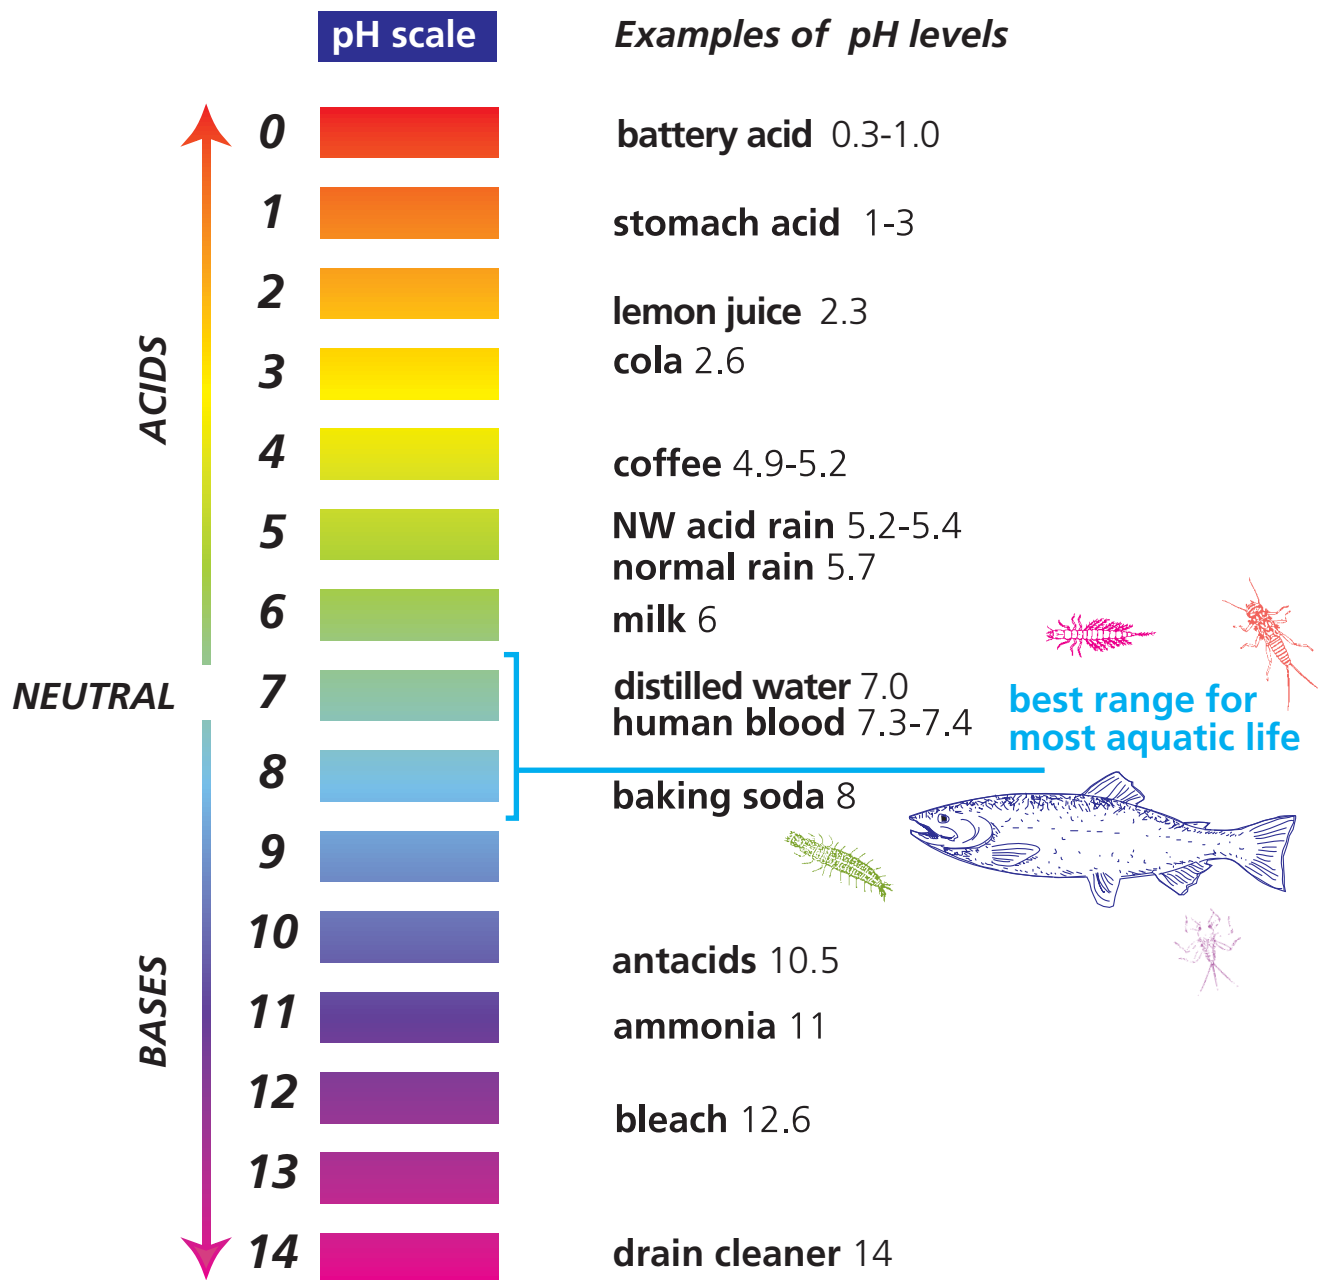 pH scale
Examples of pH levels
0
battery acid 0.3-1.0
1
stomach acid 1-3
2
lemon juice 2.3
3
cola 2.6
ACIDS
4
coffee 4.9-5.2
5
NW acid rain 5.2-5.4
normal rain 5.7
6
milk 6
NEUTRAL
7
distilled water 7.0
human blood 7.3-7.4
best range for
most aquatic life
8
baking soda 8
9
10
antacids 10.5
BASES
11
ammonia 11
12
bleach 12.6
13
14
drain cleaner 14